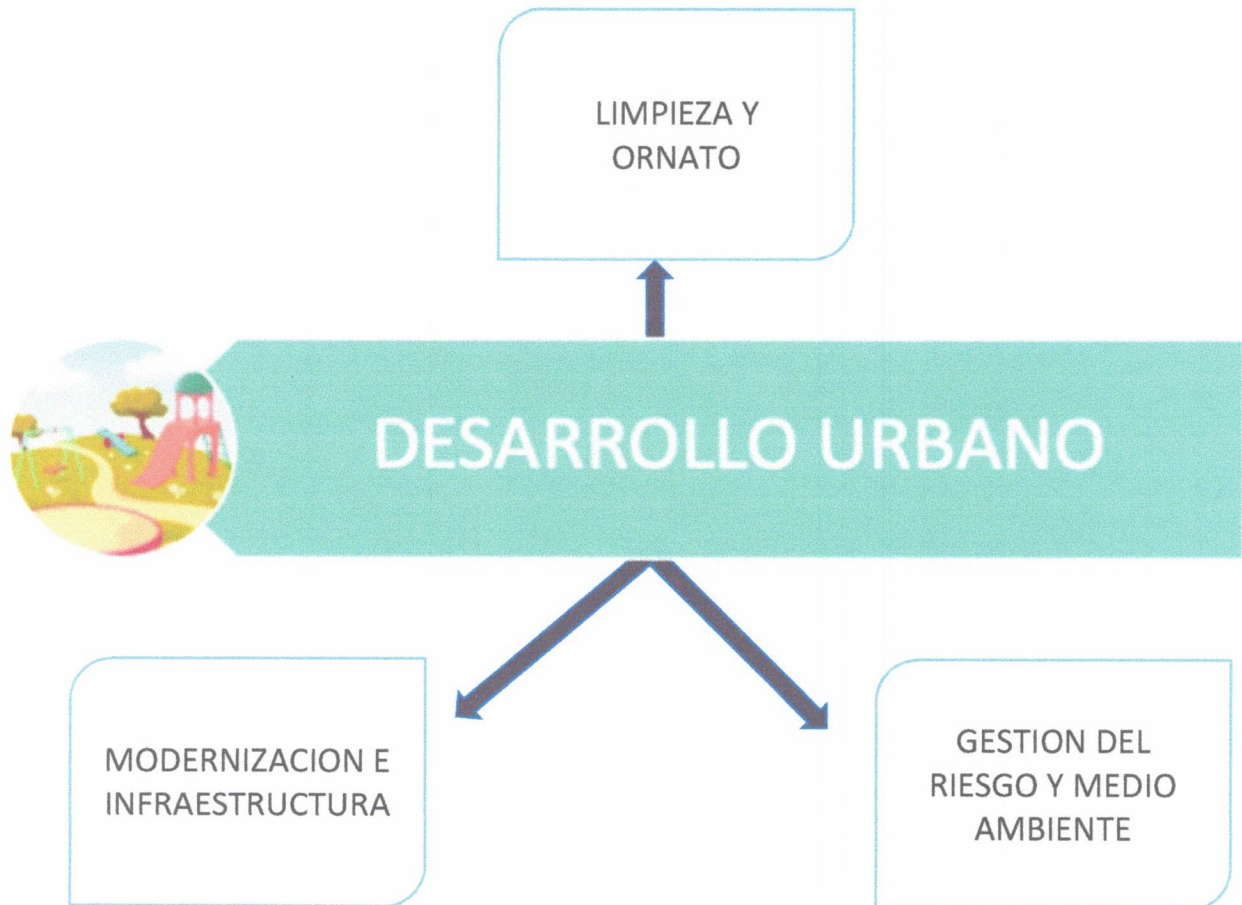 LIMPIEZA Y
ORNATO
DESARROLLO URBANO
MODERNIZACION E
INFRAESTRUCTURA
GESTION DEL
RIESGO Y MEDIO
AMBIENTE